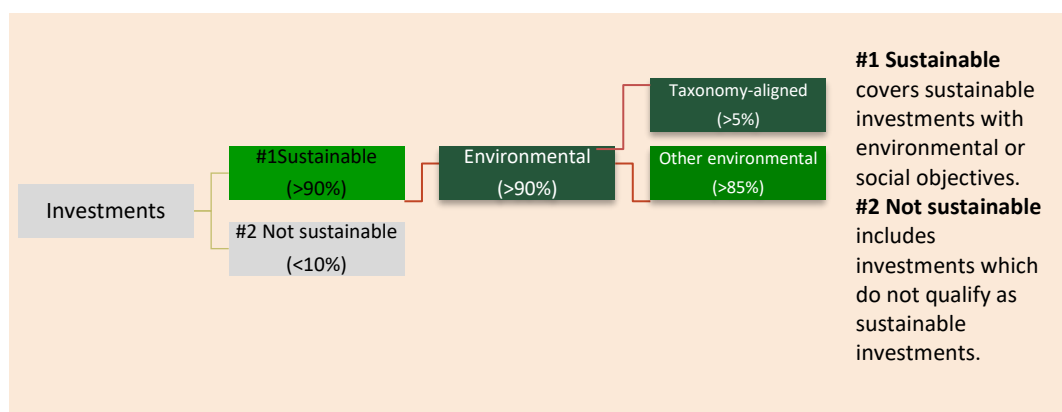 Investments
#1Sustainable
(>90%)
#2 Not sustainable
(<10%)
Environmental
(>90%)
Taxonomy-aligned
(>5%)
Other environmental
(>85%)
#1 Sustainable
covers sustainable
investments with
environmental or
social objectives.
#2 Not sustainable
includes
investments which
do not qualify as
sustainable
investments.